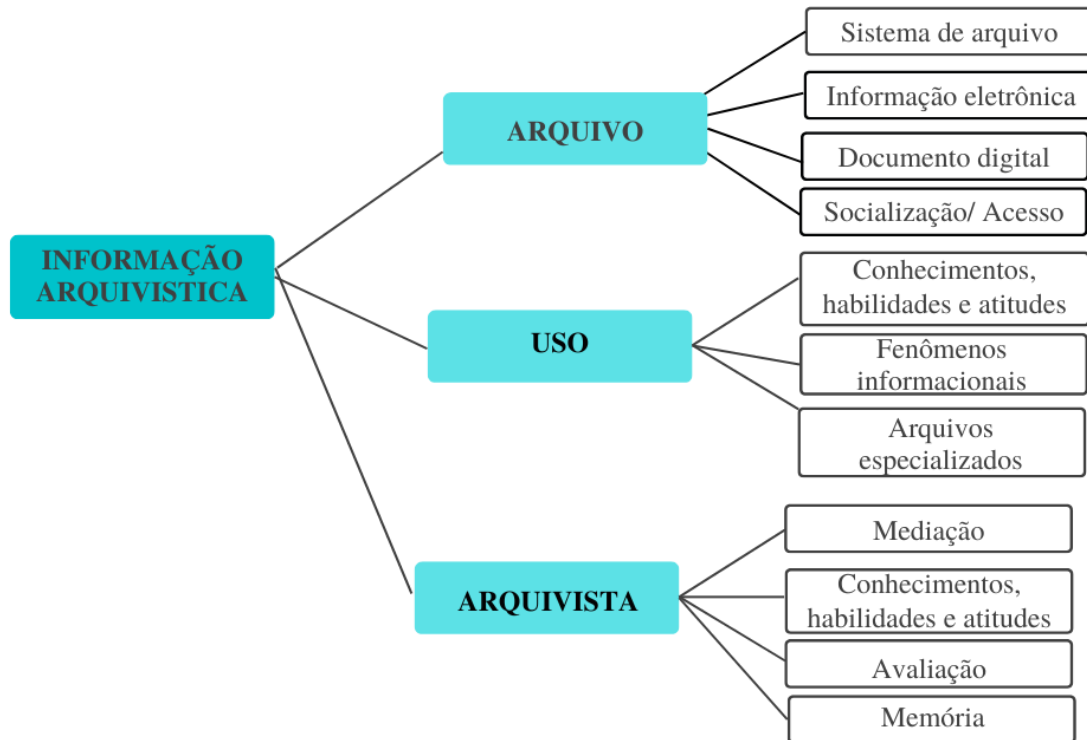 INFORMAÇÃO
ARQUIVISTICA
ARQUIVO
Sistema de arquivo
Informação eletrônica
Documento digital
Socialização/ Acesso
USO
Conhecimentos,
habilidades e atitudes
Fenômenos
informacionais
Arquivos
especializados
ARQUIVISTA
Mediação
Conhecimentos,
habilidades e atitudes
Avaliação
Memória